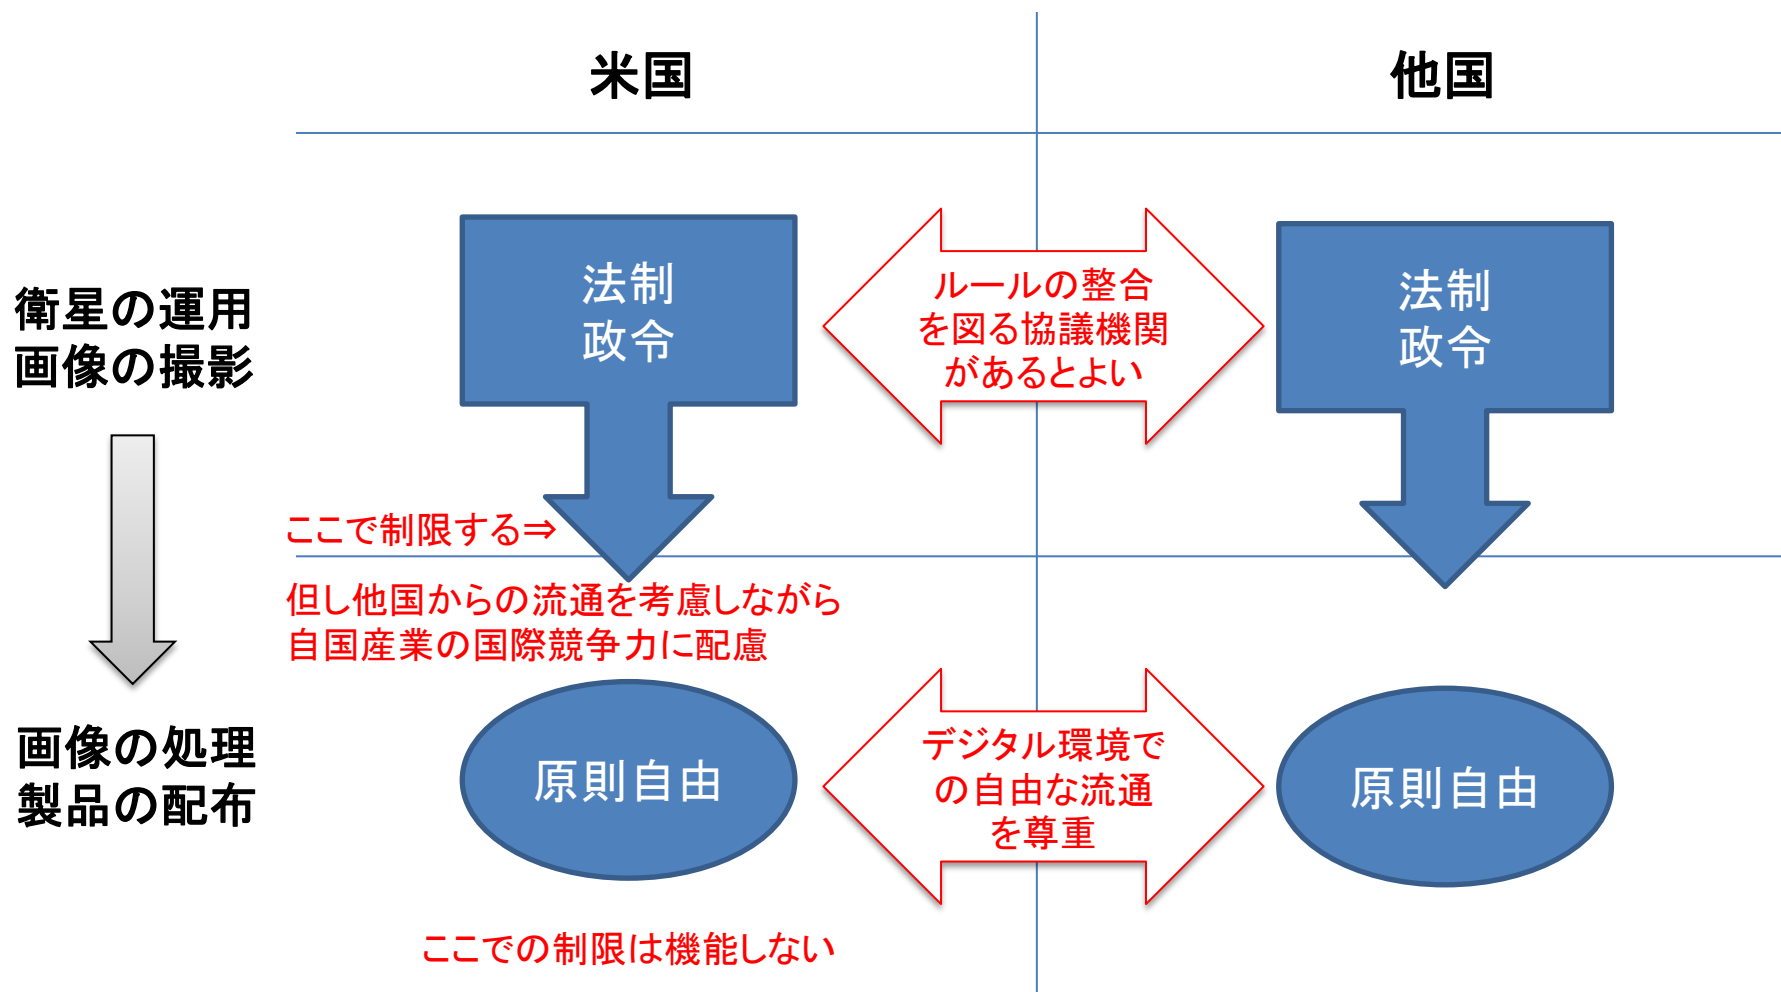 米国
他国
衛星の運用
画像の撮影
法制
政令
ルールの整合
を図る協議機関
があるとよい
法制
政令
ここで制限する⇒
但し他国からの流通を考慮しながら
自国産業の国際競争力に配慮
画像の処理
製品の配布
原則自由
デジタル環境で
の自由な流通
を尊重
原則自由
ここでの制限は機能しない